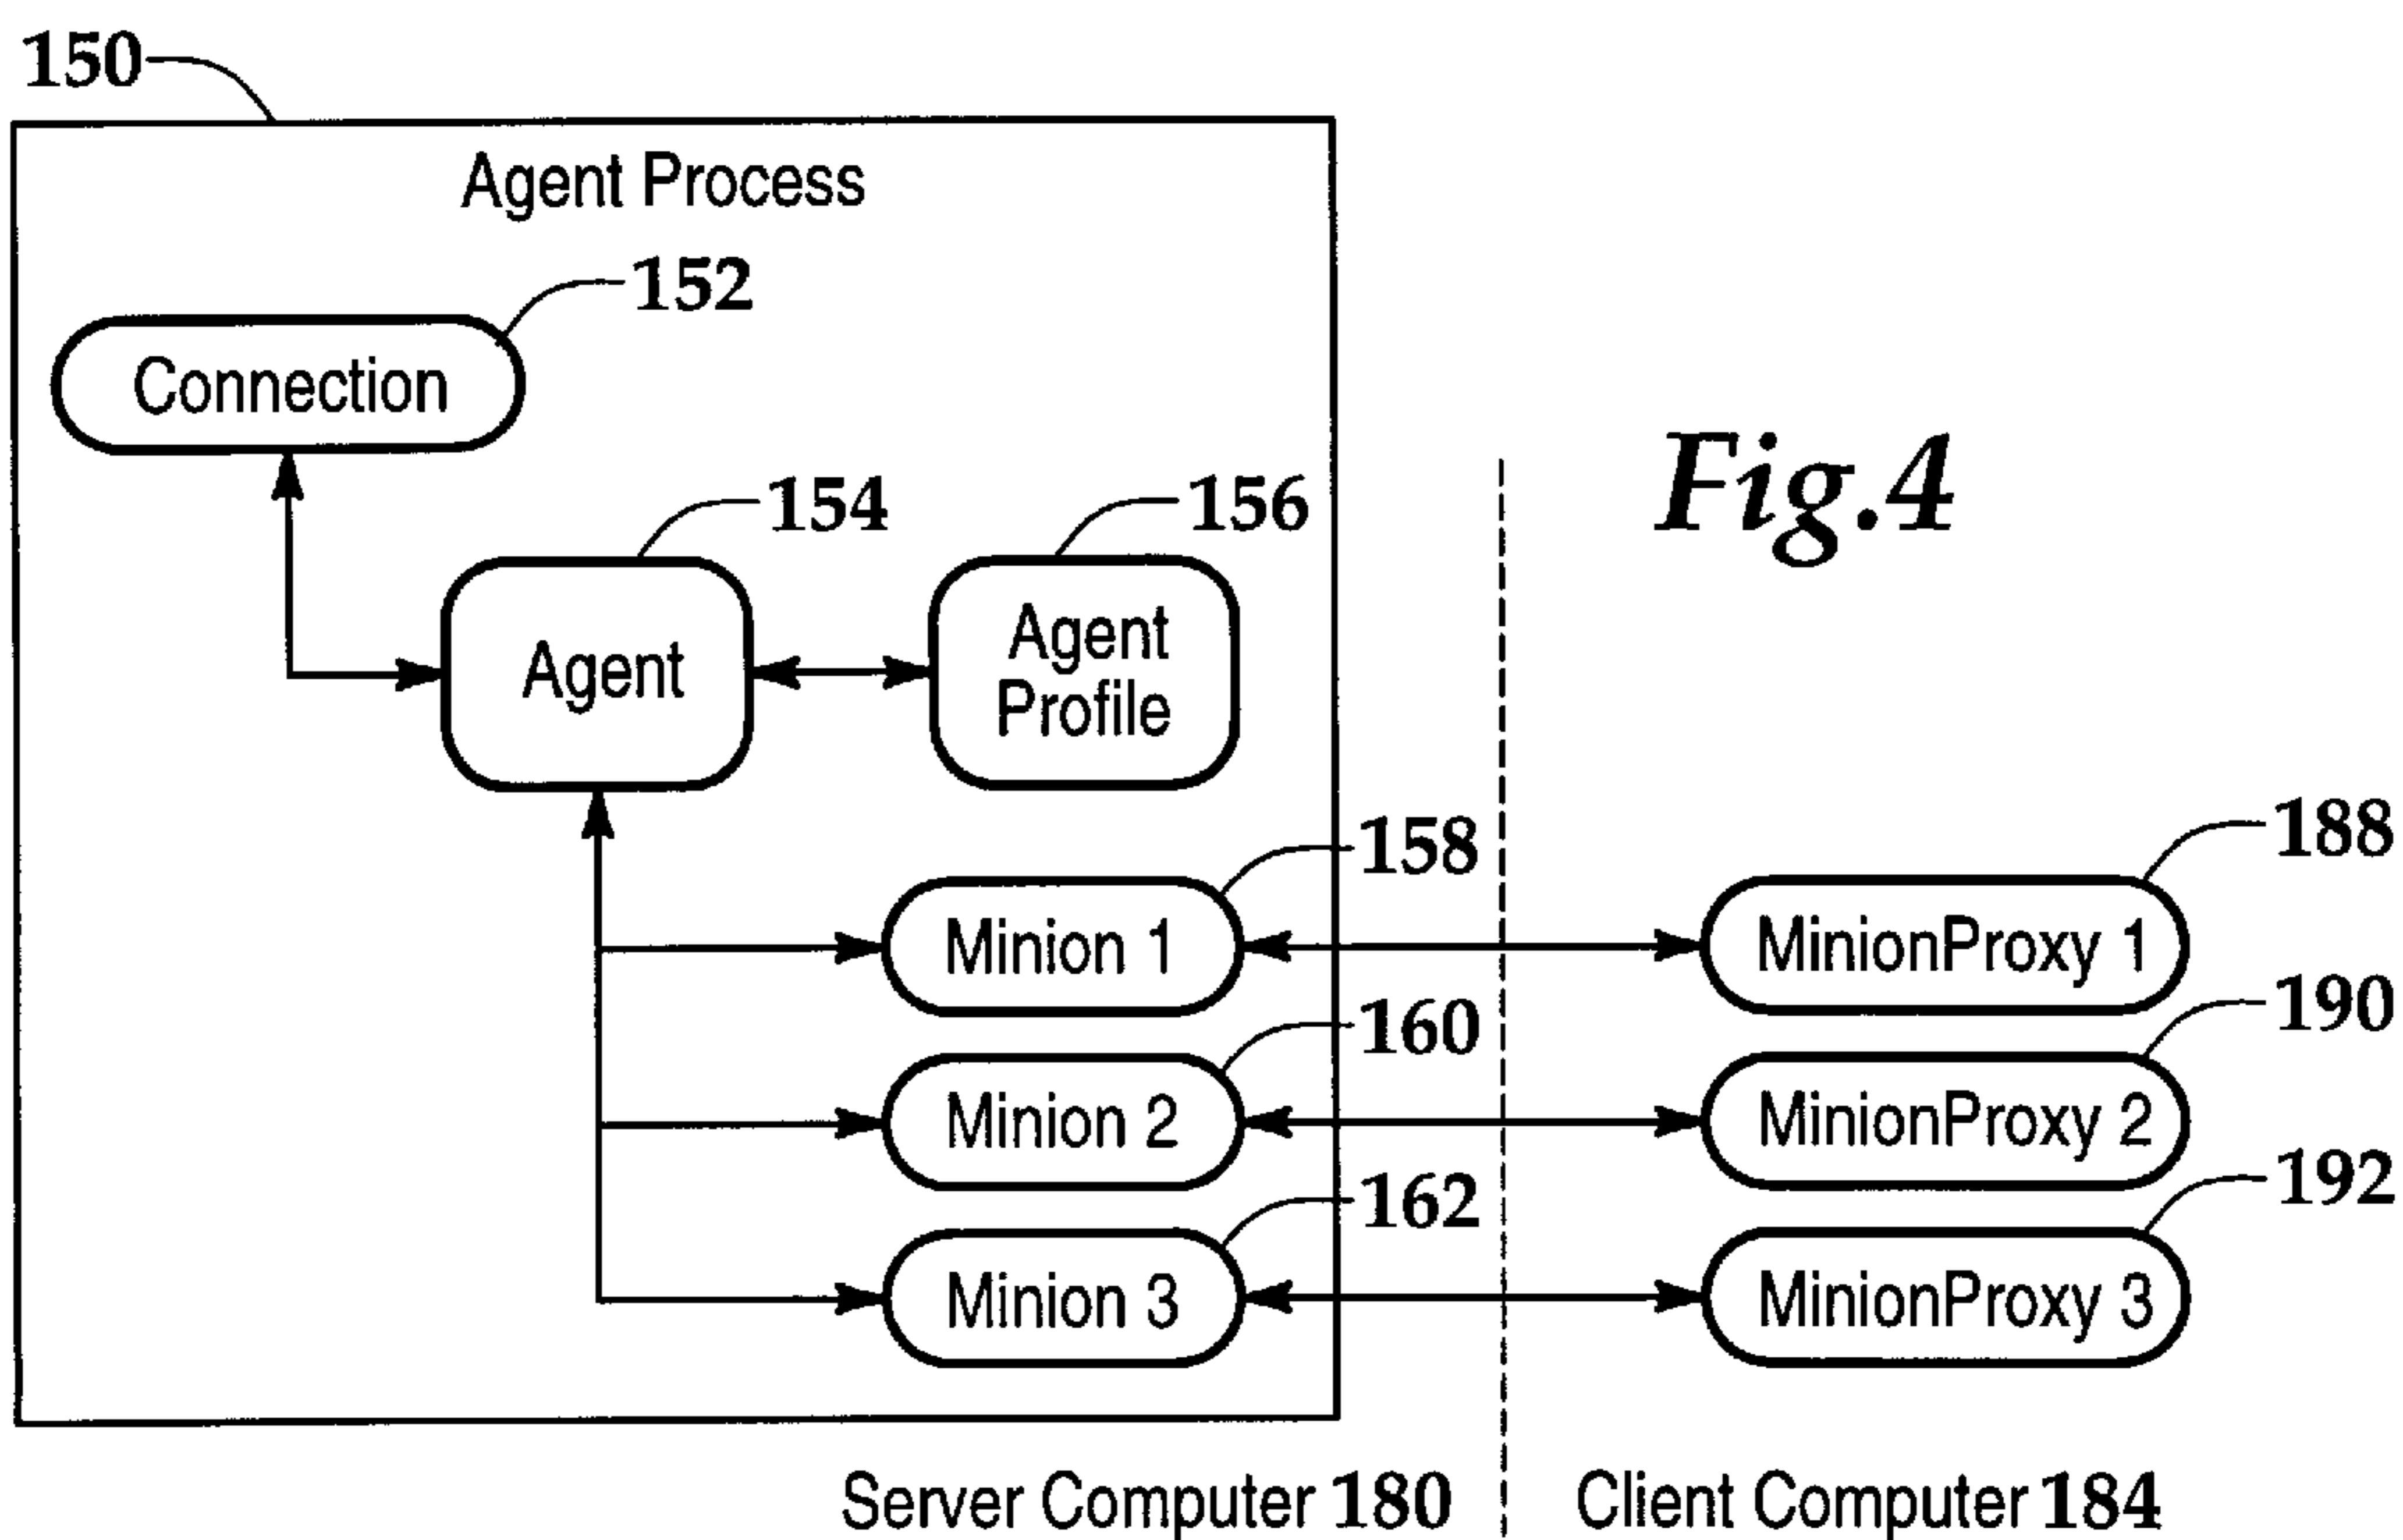 150
Agent Process
152
Connection
Fig.4
154
156
Agent
Agent
Profile
158
188
Minion 1
MinionProxy 1
160
190
Minion 2
MinionProxy 2
162
192
Minion 3
MinionProxy 3
Server Computer 180
Client Computer 184